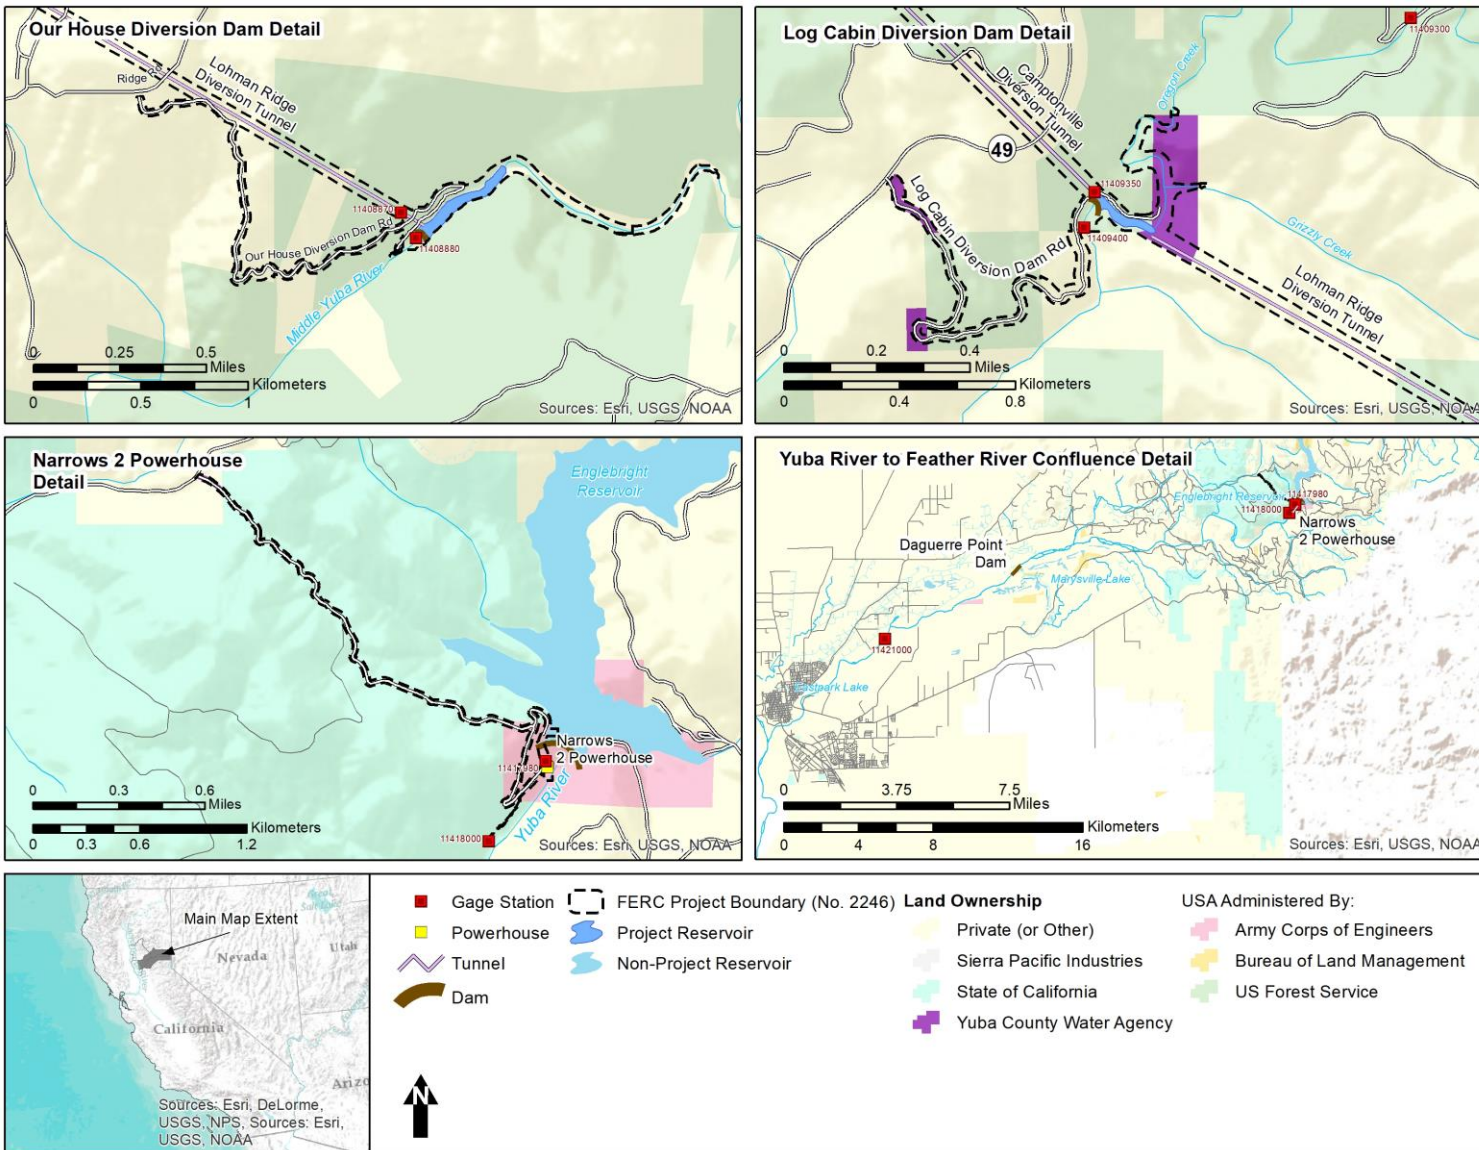 Our House Diversion Dam Detail
Ridge Rd
Lohman Ridge
Diversion Tunnel
11408870
11408880
Our House Diversion Dam Rd
Middle Yuba River
0 0.25 0.5
Miles
Kilometers
0 0.5 1
Sources: Esri, USGS, NOAA
Log Cabin Diversion Dam Detail
11409300
Camptonville
Diversion Tunnel
Oregon Creek
49
11409350
11409400
Log Cabin Diversion Dam Rd
Grizzly Creek
Lohman Ridge
Diversion Tunnel
0 0.2 0.4
Miles
Kilometers
0 0.4 0.8
Sources: Esri, USGS, NOAA
Narrows 2 Powerhouse
Detail
Englebright
Reservoir
Narrows
2 Powerhouse
11417980
Yuba River
11418000
0 0.3 0.6
Miles
Kilometers
0 0.3 0.6 1.2
Sources: Esri, USGS, NOAA
Yuba River to Feather River Confluence Detail
Englebright Reservoir
11417980
11418000
Narrows
2 Powerhouse
Daguerre Point
Dam
Marysville Lake
11421000
Eastpark Lake
0 3.75 7.5
Miles
Kilometers
0 4 8 16
Sources: Esri, USGS, NOAA
Main Map Extent
Nevada
Utah
California
Sources: Esri, DeLorme,
USGS, NPS, Sources: Esri,
USGS, NOAA
Gage Station
Powerhouse
Tunnel
Dam
FERC Project Boundary (No. 2246)
Project Reservoir
Non-Project Reservoir
Land Ownership
Private (or Other)
Sierra Pacific Industries
State of California
Yuba County Water Agency
USA Administered By:
Army Corps of Engineers
Bureau of Land Management
US Forest Service
N